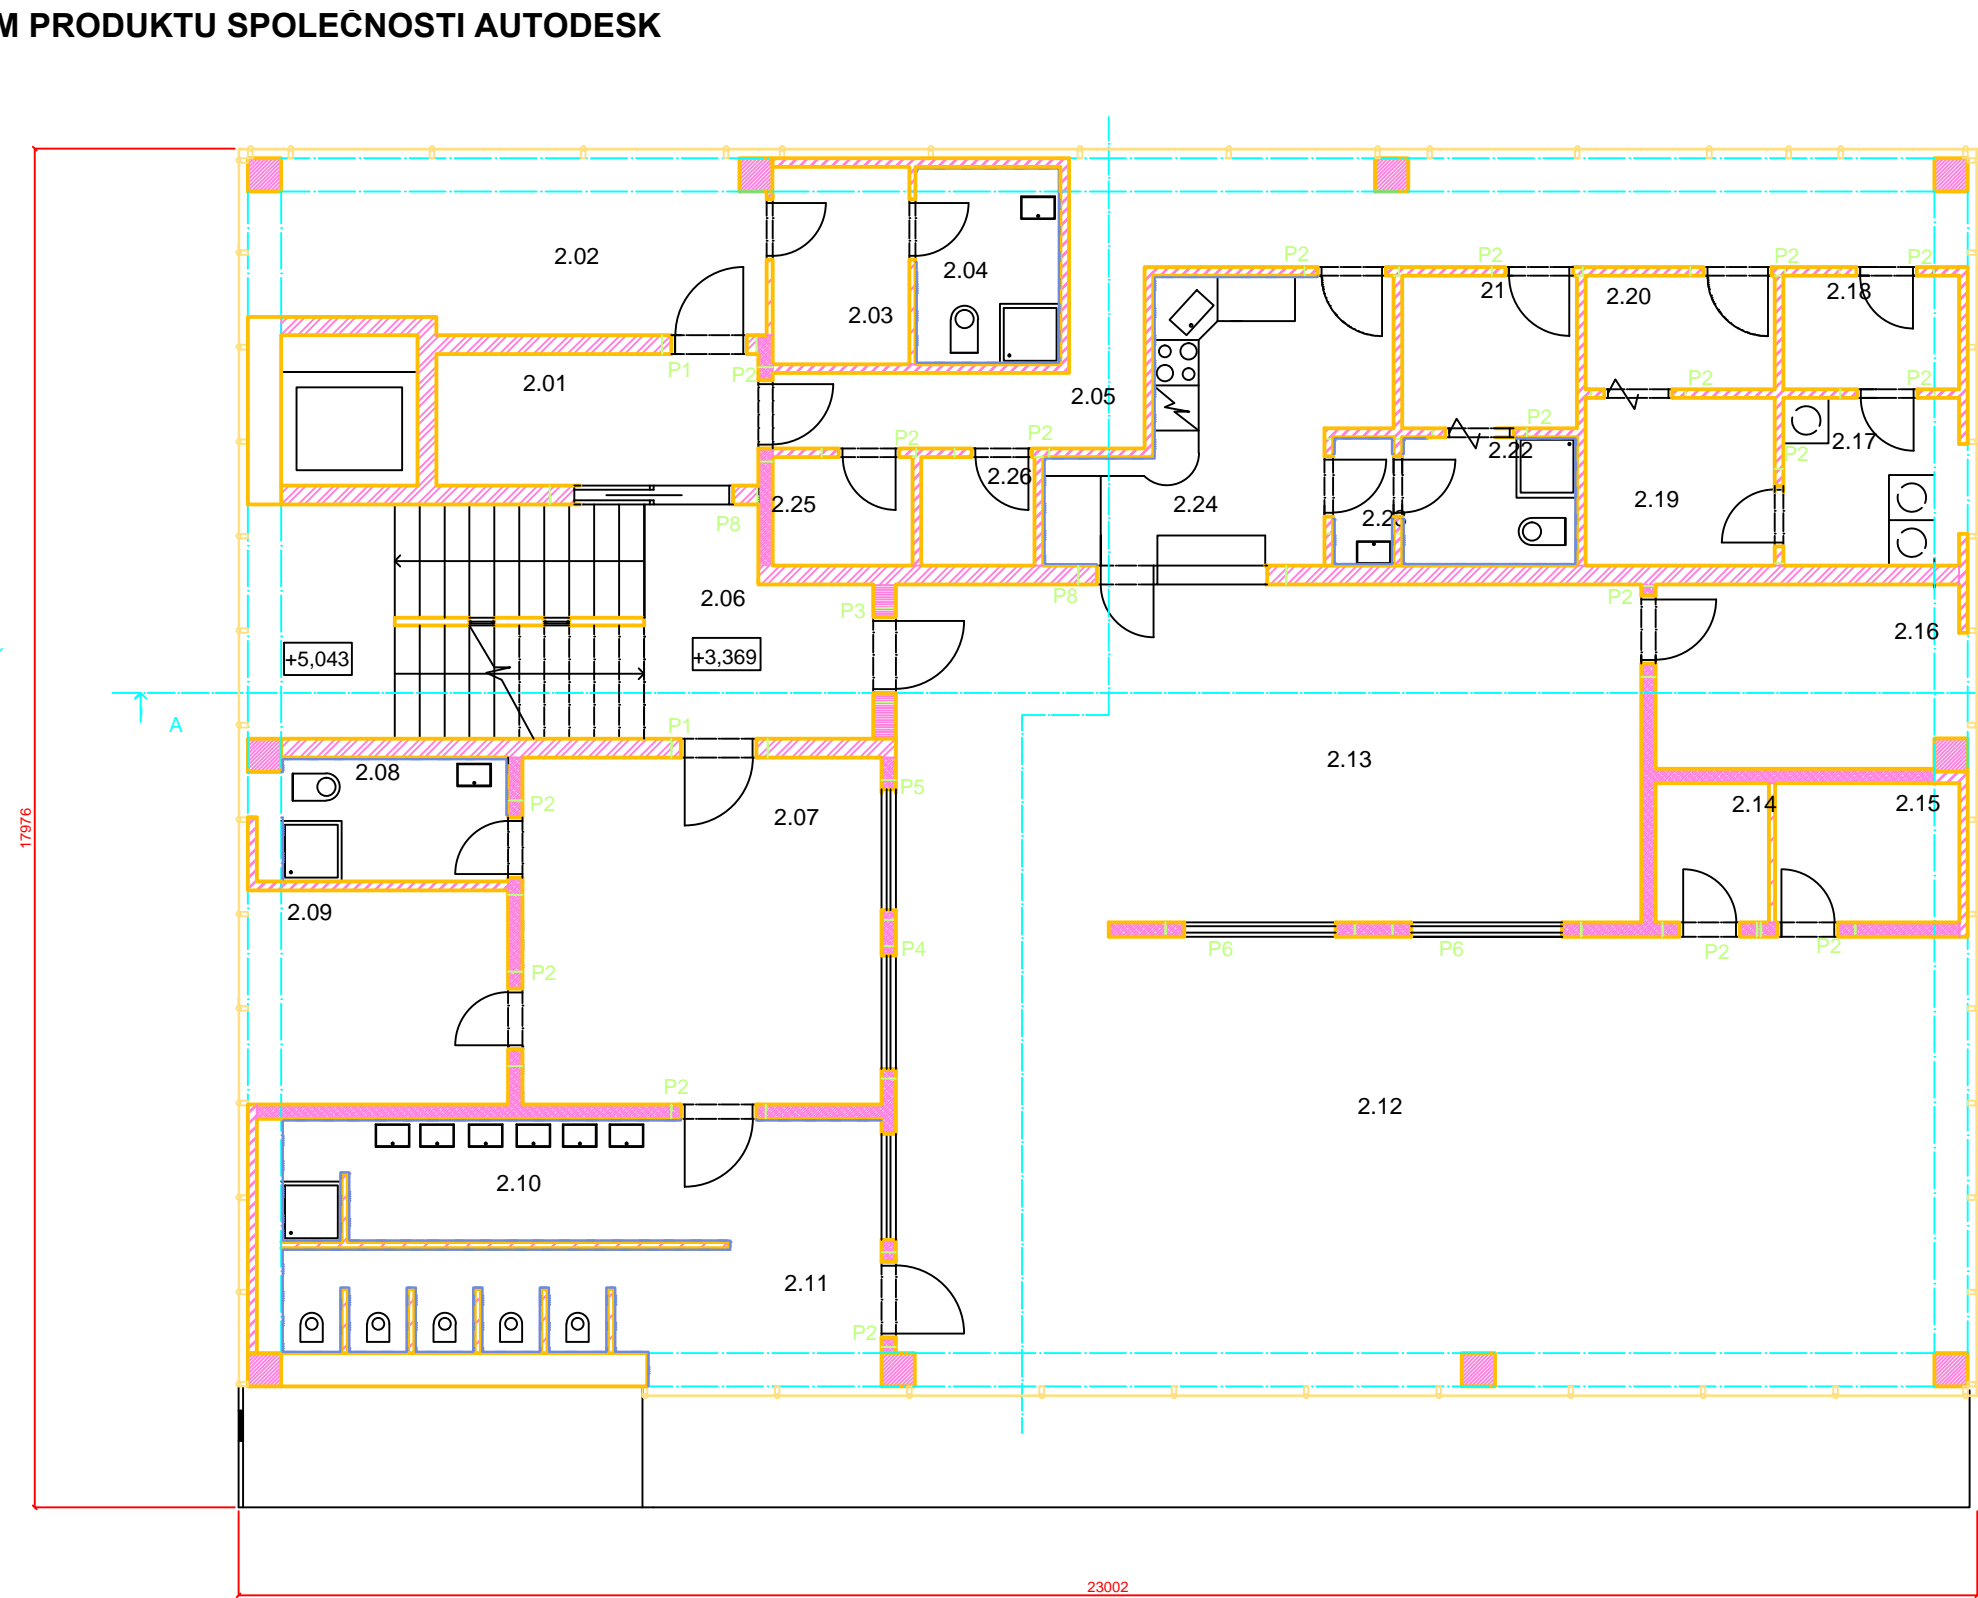 M PRODUKTU SPOLEČNOSTI AUTODESK
2.02
2.04
P2
P2
P2
P2
21
2.20
2.18
2.03
P1
P2
2.01
2.05
P2
P2
P2
P2
P2
2.17
P2
2.22
2.26
2.25
2.24
2.19
P8
P8
2.06
P3
P2
2.16
+5,043
+3,369
A
P1
2.13
2.08
P5
P2
2.07
2.14
2.15
17976
2.09
P4
P6
P6
P2
P2
P2
P2
2.12
2.10
2.11
P2
23002